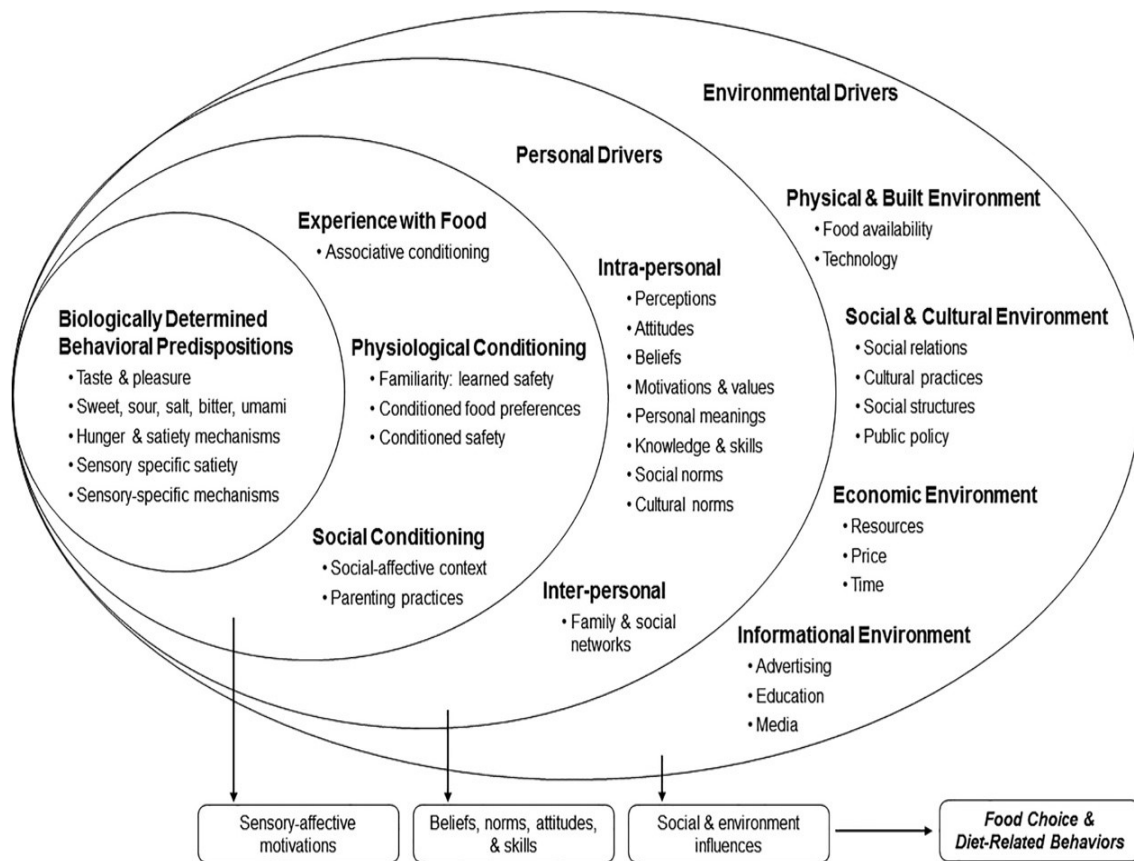 Environmental Drivers
Personal Drivers
Physical & Built Environment
• Food availability
• Technology
Experience with Food
• Associative conditioning
Intra-personal
• Perceptions
• Attitudes
• Beliefs
• Motivations & values
• Personal meanings
• Knowledge & skills
• Social norms
• Cultural norms
Biologically Determined
Behavioral Predispositions
• Taste & pleasure
• Sweet, sour, salt, bitter, umami
• Hunger & satiety mechanisms
• Sensory specific satiety
• Sensory-specific mechanisms
Physiological Conditioning
• Familiarity: learned safety
• Conditioned food preferences
• Conditioned safety
Social & Cultural Environment
• Social relations
• Cultural practices
• Social structures
• Public policy
Economic Environment
• Resources
• Price
• Time
Social Conditioning
• Social-affective context
• Parenting practices
Inter-personal
• Family & social
networks
Informational Environment
• Advertising
• Education
• Media
Sensory-affective
motivations
Beliefs, norms, attitudes,
& skills
Social & environment
influences
Food Choice &
Diet-Related Behaviors